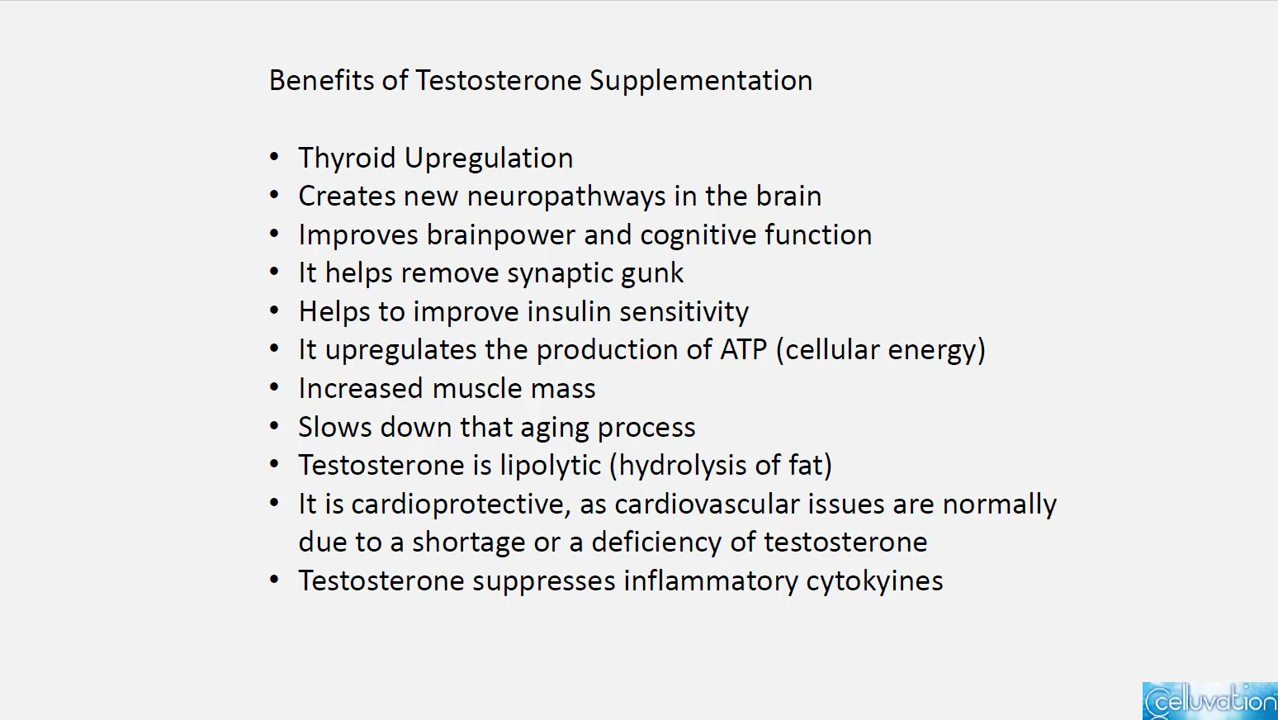 Benefits of Testosterone Supplementation
• Thyroid Upregulation
• Creates new neuropathways in the brain
• Improves brainpower and cognitive function
• It helps remove synaptic gunk
• Helps to improve insulin sensitivity
• It upregulates the production of ATP (cellular energy)
• Increased muscle mass
• Slows down that aging process
• Testosterone is lipolytic (hydrolysis of fat)
• It is cardioprotective, as cardiovascular issues are normally
due to a shortage or a deficiency of testosterone
• Testosterone suppresses inflammatory cytokyines
Celluvation